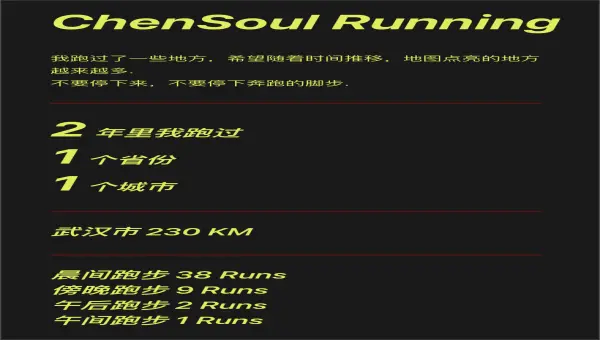 ChenSoul Running
我跑过了一些地方，希望随着时间推移，地图点亮的地方
越来越多.
不要停下来，不要停下奔跑的脚步.
2 年里我跑过
1 个省份
1 个城市
武汉市 230 KM
晨间跑步 38 Runs
傍晚跑步 9 Runs
午后跑步 2 Runs
午间跑步 1 Runs